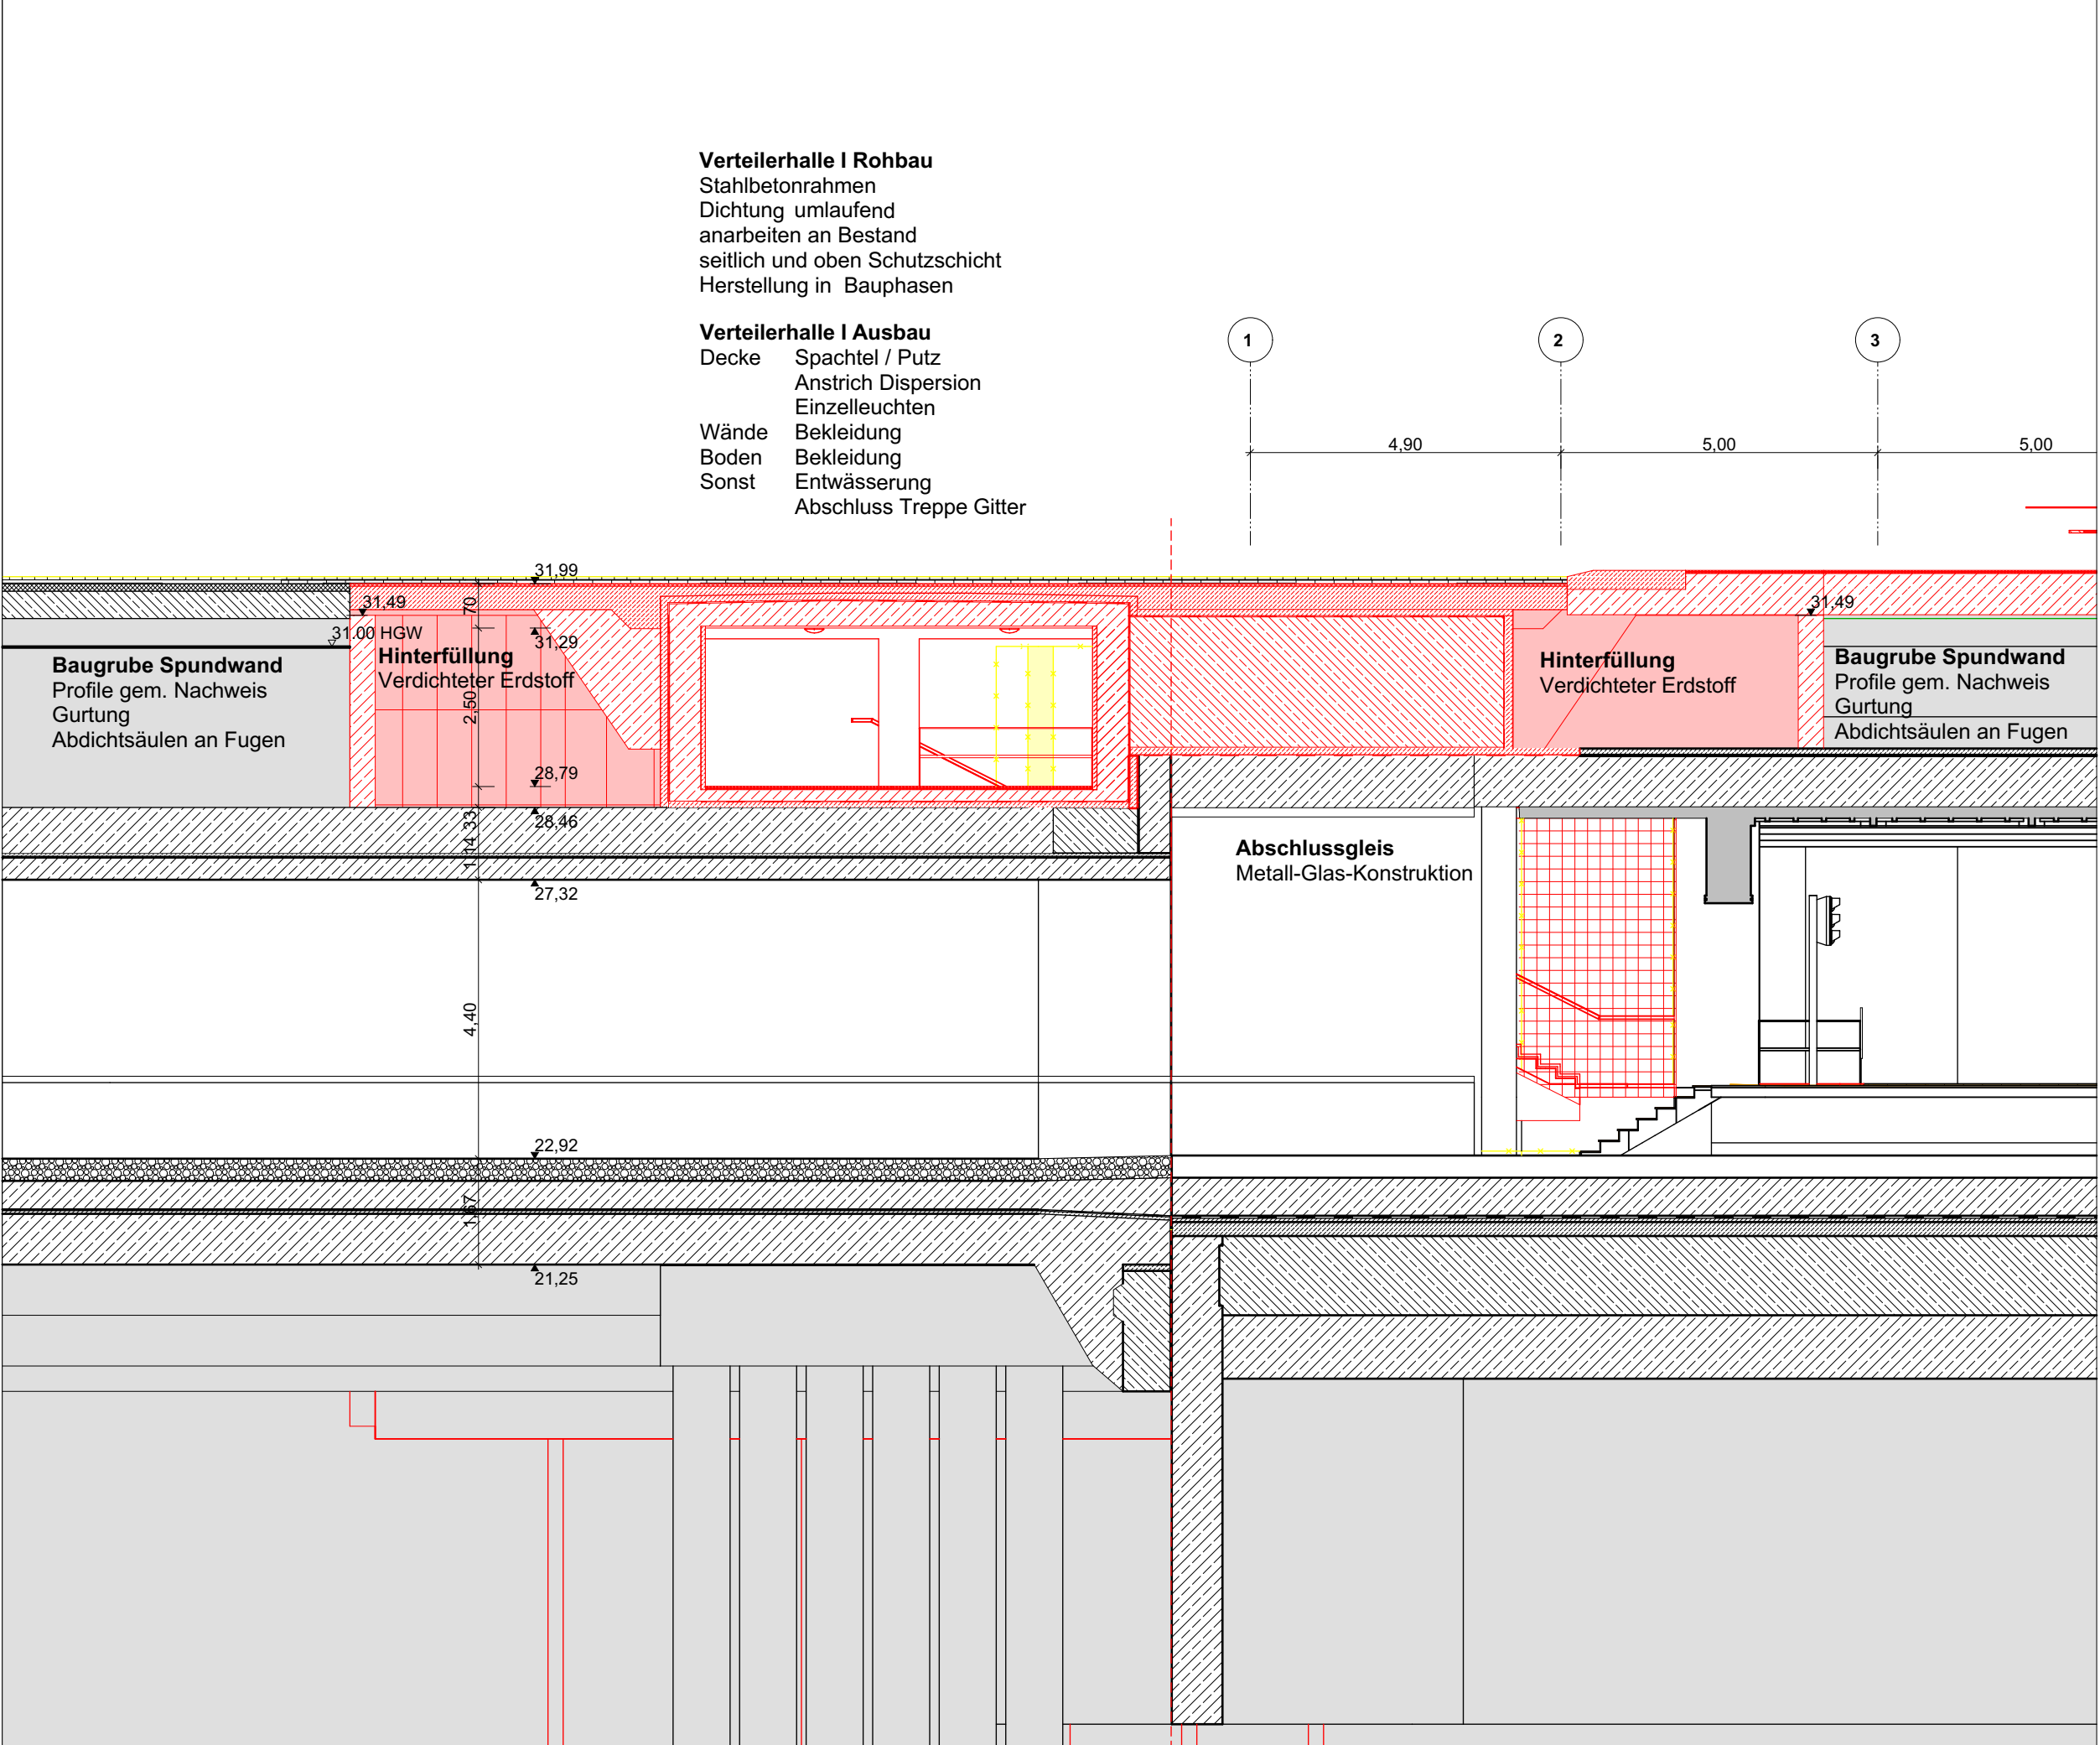 Verteilerhalle I Rohbau
Stahlbetonrahmen
Dichtung umlaufend
anarbeiten an Bestand
seitlich und oben Schutzschicht
Herstellung in Bauphasen
Verteilerhalle I Ausbau
Decke Spachtel / Putz
Anstrich Dispersion
Einzelleuchten
Wände Bekleidung
Boden Bekleidung
Sonst Entwässerung
Abschluss Treppe Gitter
1 2 3
4,90 5,00 5,00
31,99
70
31,49
31.00 HGW
31,29
Hinterfüllung
Verdichteter Erdstoff
2,50
Baugrube Spundwand
Profile gem. Nachweis
Gurtung
Abdichtsäulen an Fugen
Hinterfüllung
Verdichteter Erdstoff
31,49
Baugrube Spundwand
Profile gem. Nachweis
Gurtung
Abdichtsäulen an Fugen
28,79
33
28,46
1,14
27,32
Abschlussgleis
Metall-Glas-Konstruktion
4,40
22,92
1,67
21,25